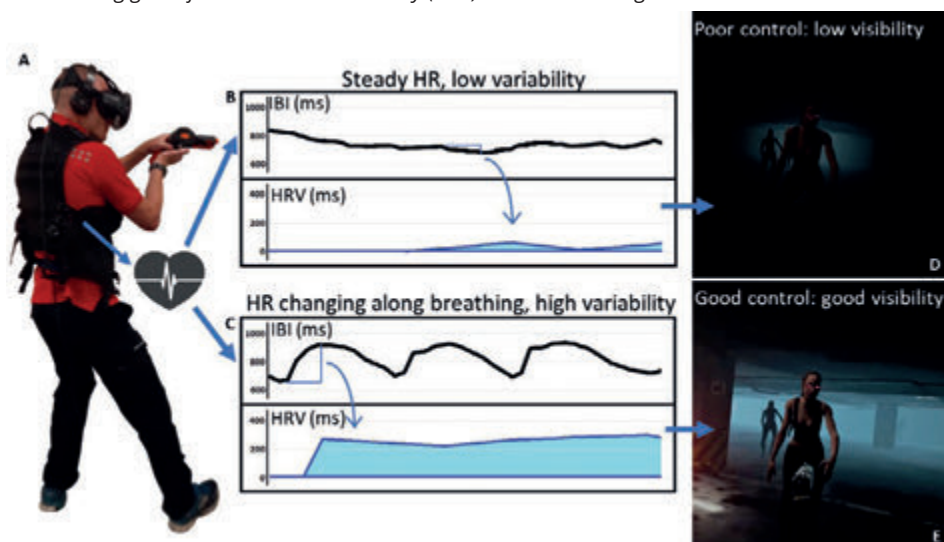 A
Steady HR, low variability
B
IBI (ms)
1000
800
600
HRV (ms)
400
200
0
HR changing along breathing, high variability
C
IBI (ms)
1000
800
600
HRV (ms)
400
200
0
Poor control: low visibility
D
Good control: good visibility
E